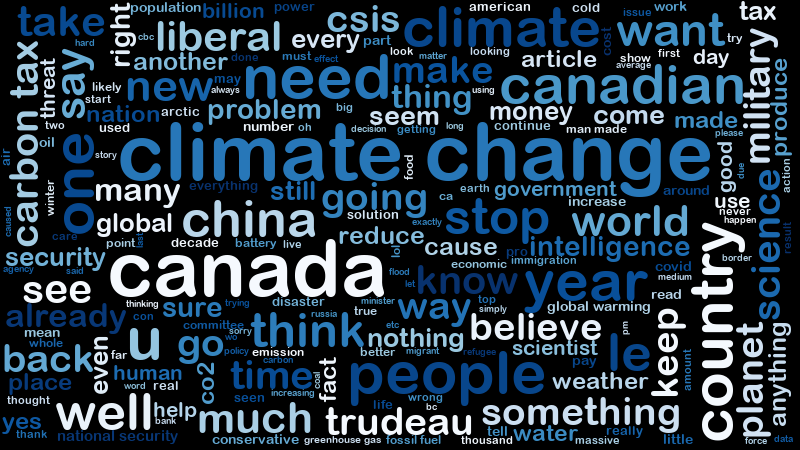 population billion power american cold issue work tax
take right cbc liberal csis climate want try
hard every part cost
another done must effect look matter looking article show average first day
carbon tax threat say likely new may always need make using canadian military
start nation arctic problem big thing seem money come made produce
two used number oh decision getting long continue man made please
air oil story climate change good due action
one many everything still food going ca earth government around
winter increase use never happen
caused care global china solution stop world result
point last decade battery live reduce exactly cause pro intelligence science
security lol economic immigration covid border
agency said canada flood let know year medium
see thinking disaster minister top simply global warming read
already con sure trying russia true way believe country
mean committee sorry think etc nothing pm keep
whole u go wo better migrant refugee scientist planet anything
back far policy emission carbon people le pay
place even human co2 time coal fact weather amount
thought word real seen increasing life wrong something
yes well help bank much trudeau bc tell really little
thank national security conservative greenhouse gas fossil fuel thousand water massive force data